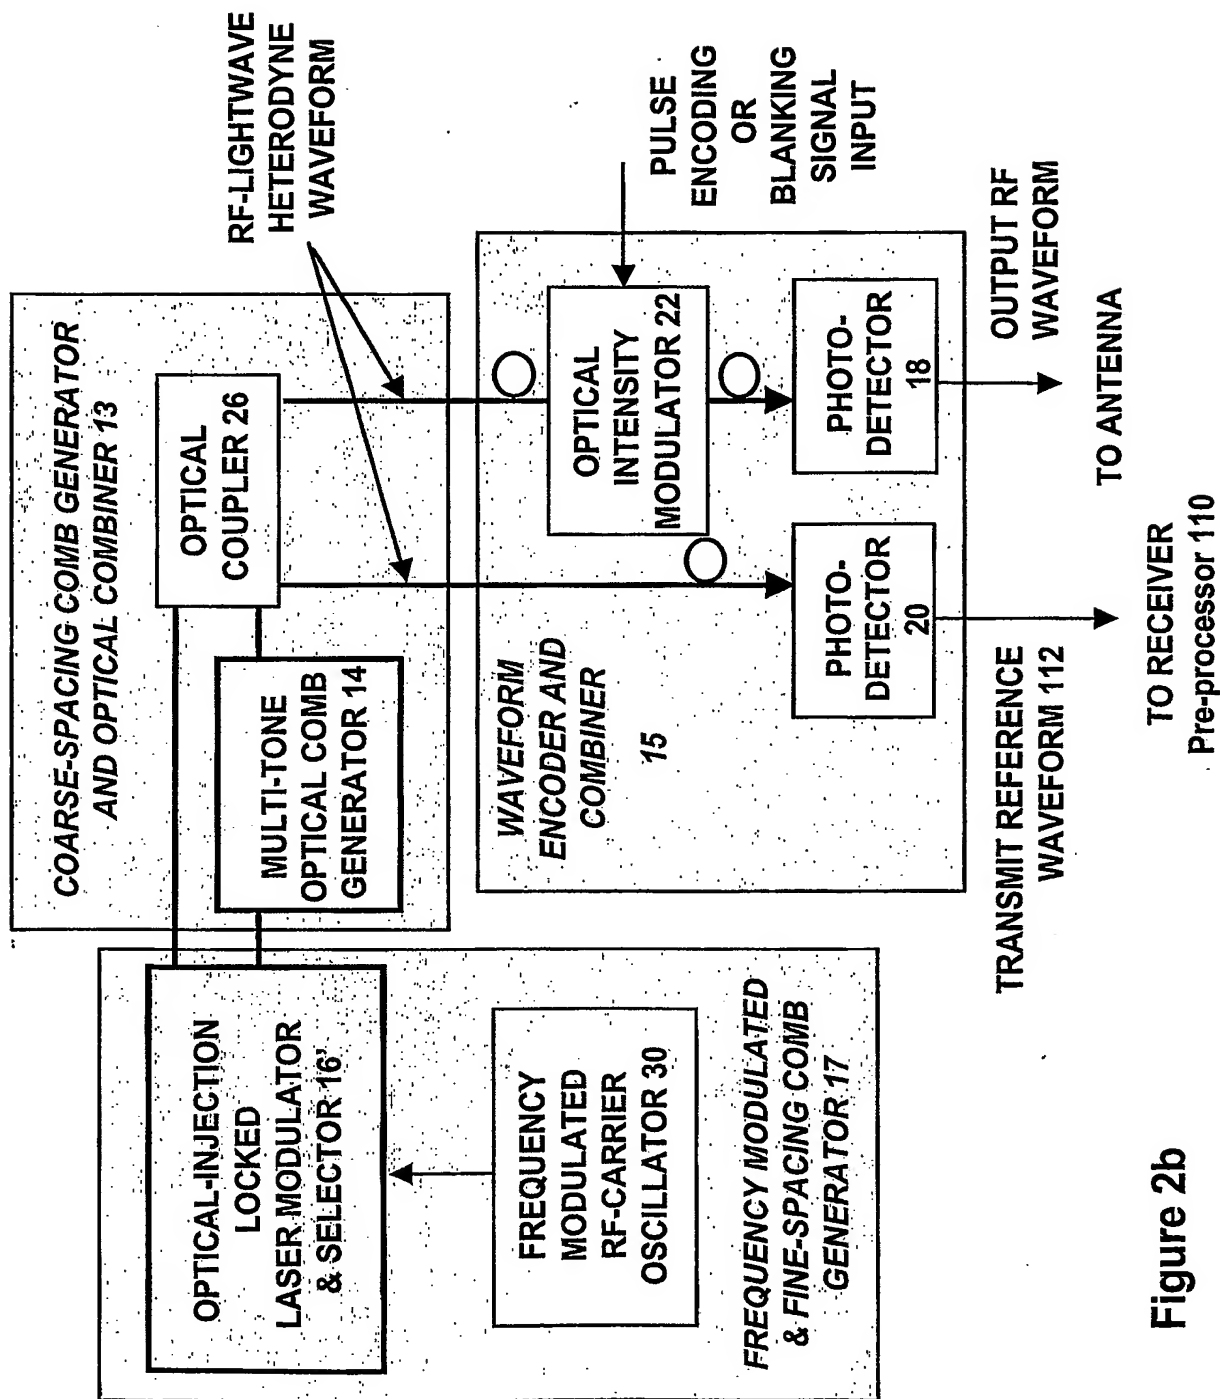 COARSE-SPACING COMB GENERATOR
AND OPTICAL COMBINER 13
OPTICAL
COUPLER 26
MULTI-TONE
OPTICAL COMB
GENERATOR 14
RF-LIGHTWAVE
HETERODYNE
WAVEFORM
OPTICAL-INJECTION
LOCKED
LASER MODULATOR
& SELECTOR 16'
FREQUENCY
MODULATED
RF-CARRIER
OSCILLATOR 30
FREQUENCY MODULATED
& FINE-SPACING COMB
GENERATOR 17
WAVEFORM
ENCODER AND
COMBINER
15
OPTICAL
INTENSITY
MODULATOR 22
PULSE
ENCODING
OR
BLANKING
SIGNAL
INPUT
PHOTO-
DETECTOR
18
PHOTO-
DETECTOR
20
OUTPUT RF
WAVEFORM
TO ANTENNA
TRANSMIT REFERENCE
WAVEFORM 112
TO RECEIVER
Pre-processor 110
Figure 2b